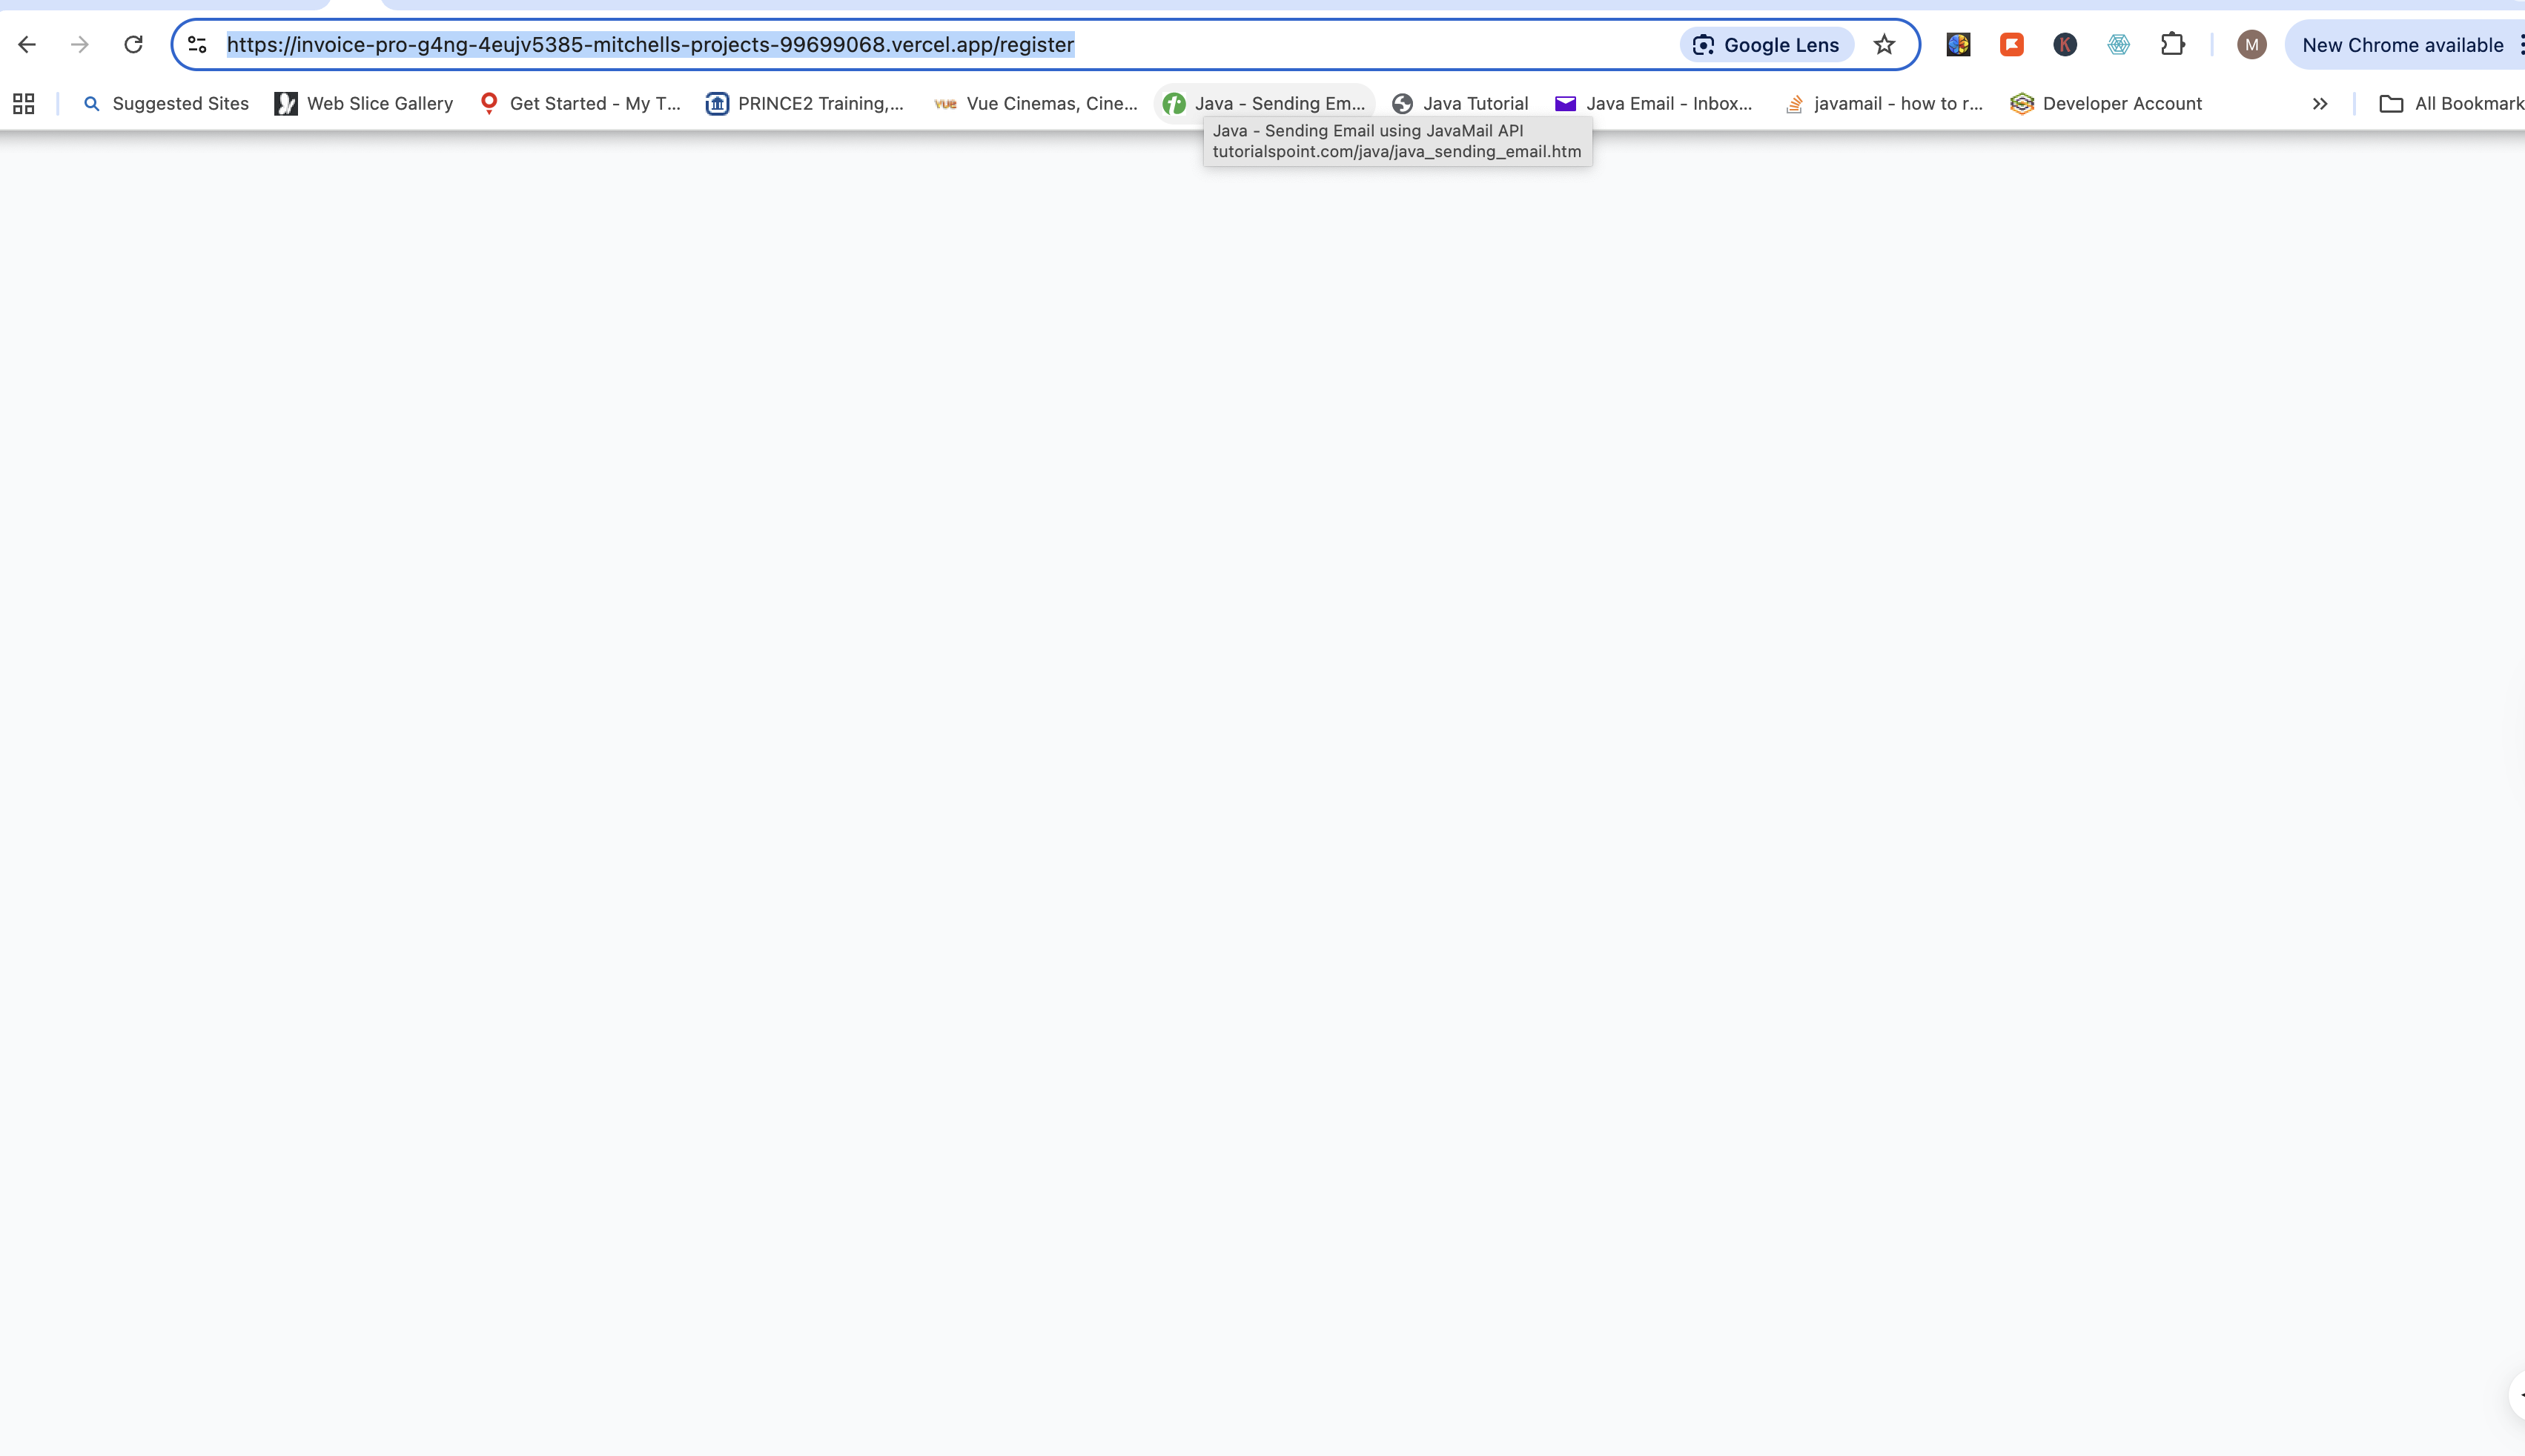 https://invoice-pro-g4ng-4eujv5385-mitchells-projects-99699068.vercel.app/register
Google Lens
K
M
New Chrome available
Suggested Sites
Web Slice Gallery
Get Started - My T...
PRINCE2 Training,...
vue
Vue Cinemas, Cine...
Java - Sending Em...
Java Tutorial
Java Email - Inbox...
javamail - how to r...
Developer Account
All Bookmark
Java - Sending Email using JavaMail API
tutorialspoint.com/java/java_sending_email.htm